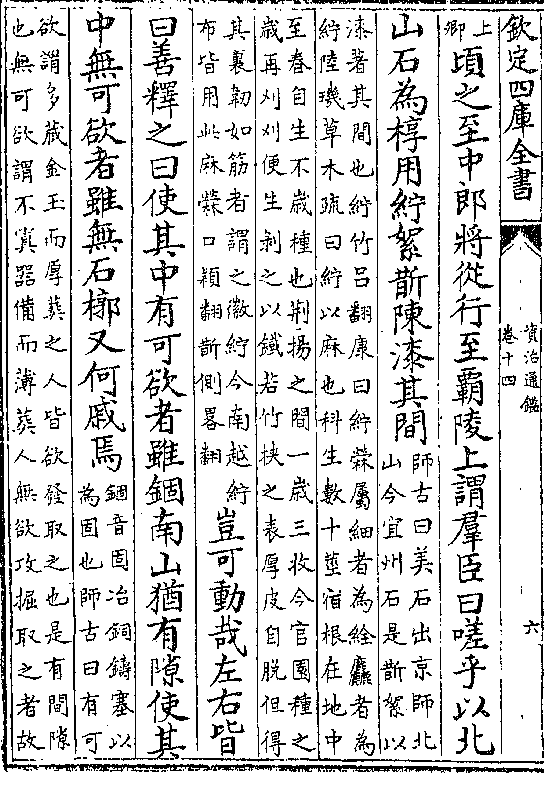 欽定四庫全書
資治通鑑
卷十四
六
上
鄉
頃之至中郎將從行至霸陵上謂羣臣曰嗟乎以北
山石為椁用紵絮斮陳漆其間
師古曰美石出京師北
山今宜州石是斮絮以
漆著其間也紵竹呂翻康曰紵檾屬細者為絟麤者為
紵陸璣草木疏曰紵以麻也科生數十莖宿根在地中
至春自生不歲種也荆揚之間一歲三收今官園種之
歲再刈刈便生剝之以鐵若竹挾之表厚皮自脫但得
其裏韌如筋者謂之徽紵今南越紵
布皆用此麻檾口穎翻斮側畧翻
豈可動哉左右皆
曰善釋之曰使其中有可欲者雖錮南山猶有隙使其
中無可欲者雖無石槨又何戚焉
錮音固冶銅鑄塞以
為固也師古曰有可
欲謂多藏金玉而厚葬之人皆欲發取之也是有間隙
也無可欲謂不寘器備而薄葬人無欲攻掘取之者故